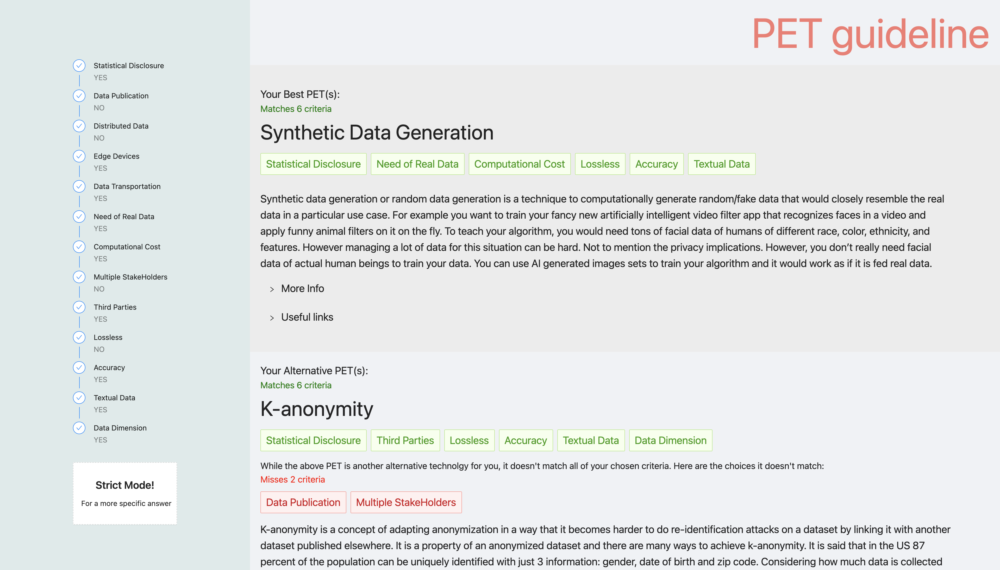 PET guideline
Statistical Disclosure
YES
Data Publication
NO
Distributed Data
NO
Edge Devices
YES
Data Transportation
YES
Need of Real Data
YES
Computational Cost
YES
Multiple StakeHolders
NO
Third Parties
YES
Lossless
NO
Accuracy
YES
Textual Data
YES
Data Dimension
YES
Strict Mode!
For a more specific answer
Your Best PET(s):
Matches 6 criteria
Synthetic Data Generation
Statistical Disclosure Need of Real Data Computational Cost Lossless Accuracy Textual Data
Synthetic data generation or random data generation is a technique to computationally generate random/fake data that would closely resemble the real
data in a particular use case. For example you want to train your fancy new artificially intelligent video filter app that recognizes faces in a video and
apply funny animal filters on it on the fly. To teach your algorithm, you would need tons of facial data of humans of different race, color, ethnicity, and
features. However managing a lot of data for this situation can be hard. Not to mention the privacy implications. However, you don’t really need facial
data of actual human beings to train your data. You can use AI generated images sets to train your algorithm and it would work as if it is fed real data.
More Info
Useful links
Your Alternative PET(s):
Matches 6 criteria
K-anonymity
Statistical Disclosure Third Parties Lossless Accuracy Textual Data Data Dimension
While the above PET is another alternative technolgy for you, it doesn't match all of your chosen criteria. Here are the choices it doesn't match:
Misses 2 criteria
Data Publication Multiple StakeHolders
K-anonymity is a concept of adapting anonymization in a way that it becomes harder to do re-identification attacks on a dataset by linking it with another
dataset published elsewhere. It is a property of an anonymized dataset and there are many ways to achieve k-anonymity. It is said that in the US 87
percent of the population can be uniquely identified with just 3 information: gender, date of birth and zip code. Considering how much data is collected